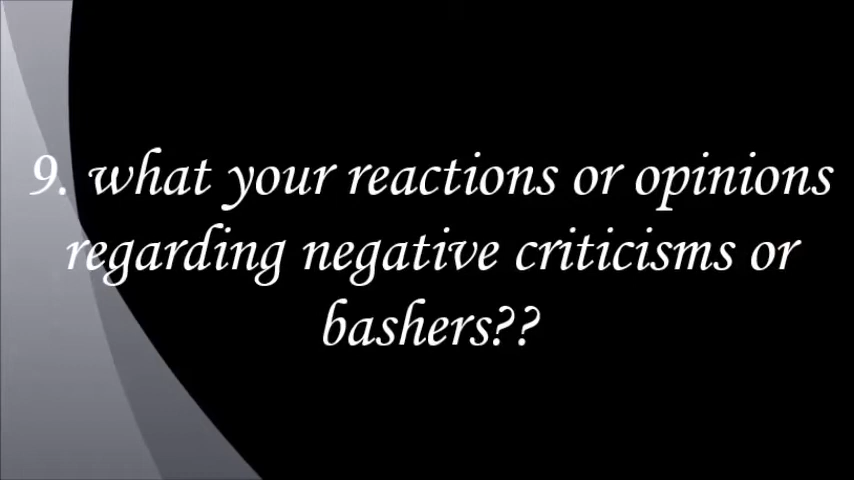 9. what your reactions or opinions
regarding negative criticisms or
bashers??